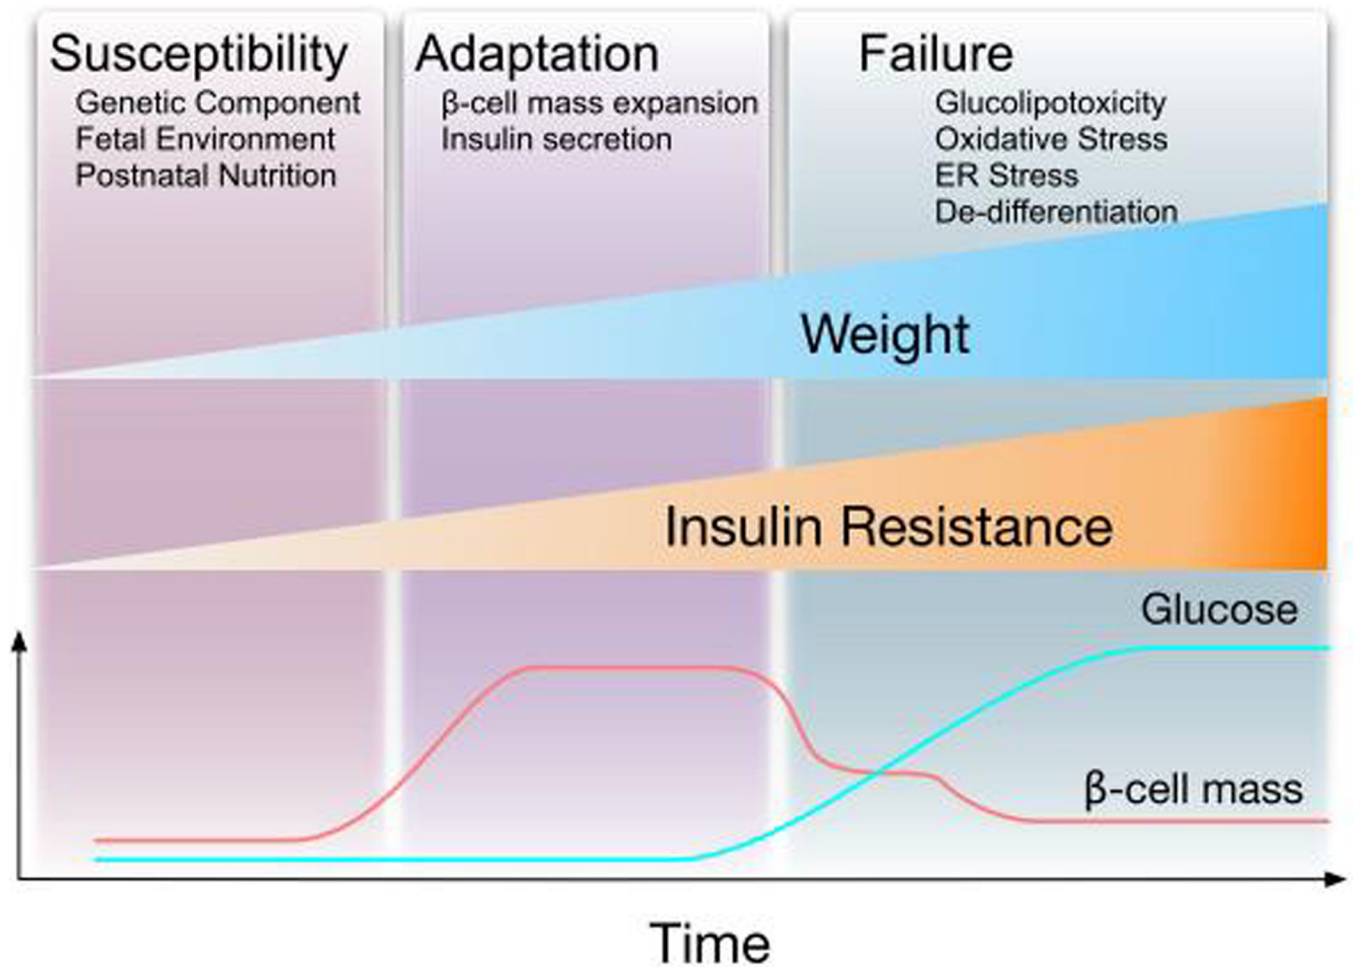 Susceptibility
Genetic Component
Fetal Environment
Postnatal Nutrition
Adaptation
β-cell mass expansion
Insulin secretion
Failure
Glucolipotoxicity
Oxidative Stress
ER Stress
De-differentiation
Weight
Insulin Resistance
Glucose
β-cell mass
Time